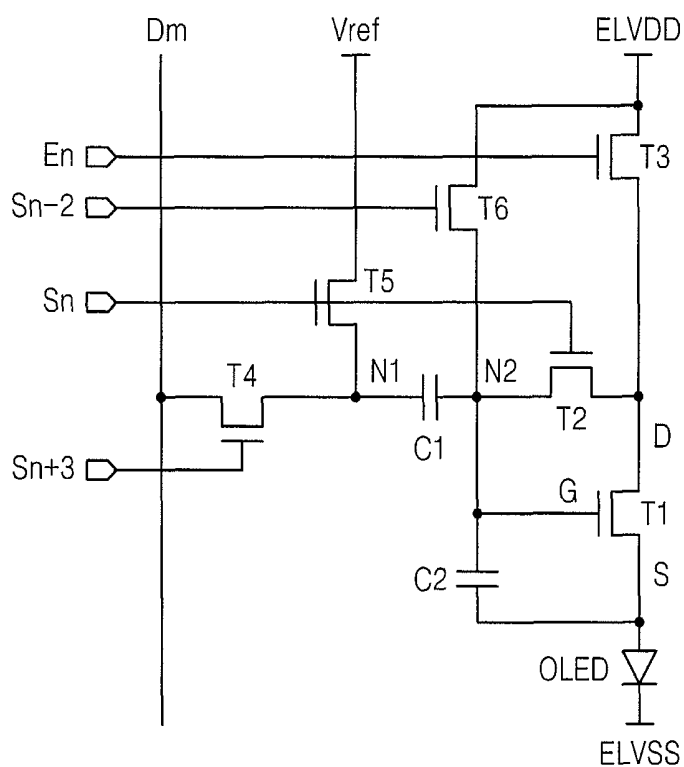 Dm
Vref
ELVDD
En
T3
Sn-2
T6
Sn
T5
T4
N1
N2
C1
T2
D
Sn+3
G
T1
C2
S
OLED
ELVSS